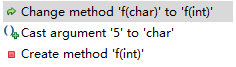 Change method 'f(char)' to 'f(int)'
Cast argument '5' to 'char'
Create method 'f(int)'